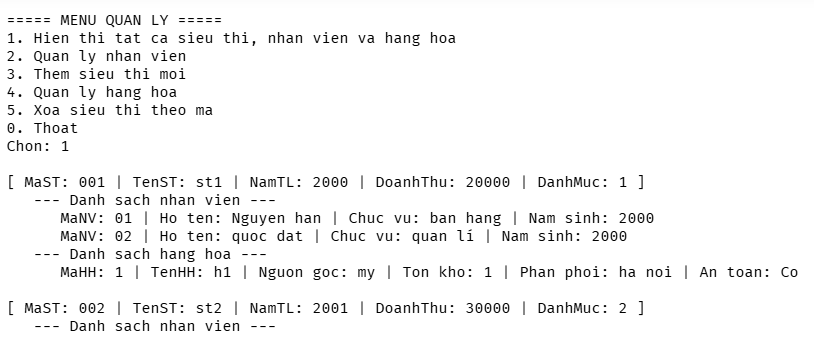 ===== MENU QUAN LY =====
1. Hien thi tat ca sieu thi, nhan vien va hang hoa
2. Quan ly nhan vien
3. Them sieu thi moi
4. Quan ly hang hoa
5. Xoa sieu thi theo ma
0. Thoat
Chon: 1
[ MaST: 001 | TenST: st1 | NamTL: 2000 | DoanhThu: 20000 | DanhMuc: 1 ]
--- Danh sach nhan vien ---
MaNV: 01 | Ho ten: Nguyen han | Chuc vu: ban hang | Nam sinh: 2000
MaNV: 02 | Ho ten: quoc dat | Chuc vu: quan lí | Nam sinh: 2000
--- Danh sach hang hoa ---
MaHH: 1 | TenHH: h1 | Nguon goc: my | Ton kho: 1 | Phan phoi: ha noi | An toan: Co
[ MaST: 002 | TenST: st2 | NamTL: 2001 | DoanhThu: 30000 | DanhMuc: 2 ]
--- Danh sach nhan vien ---